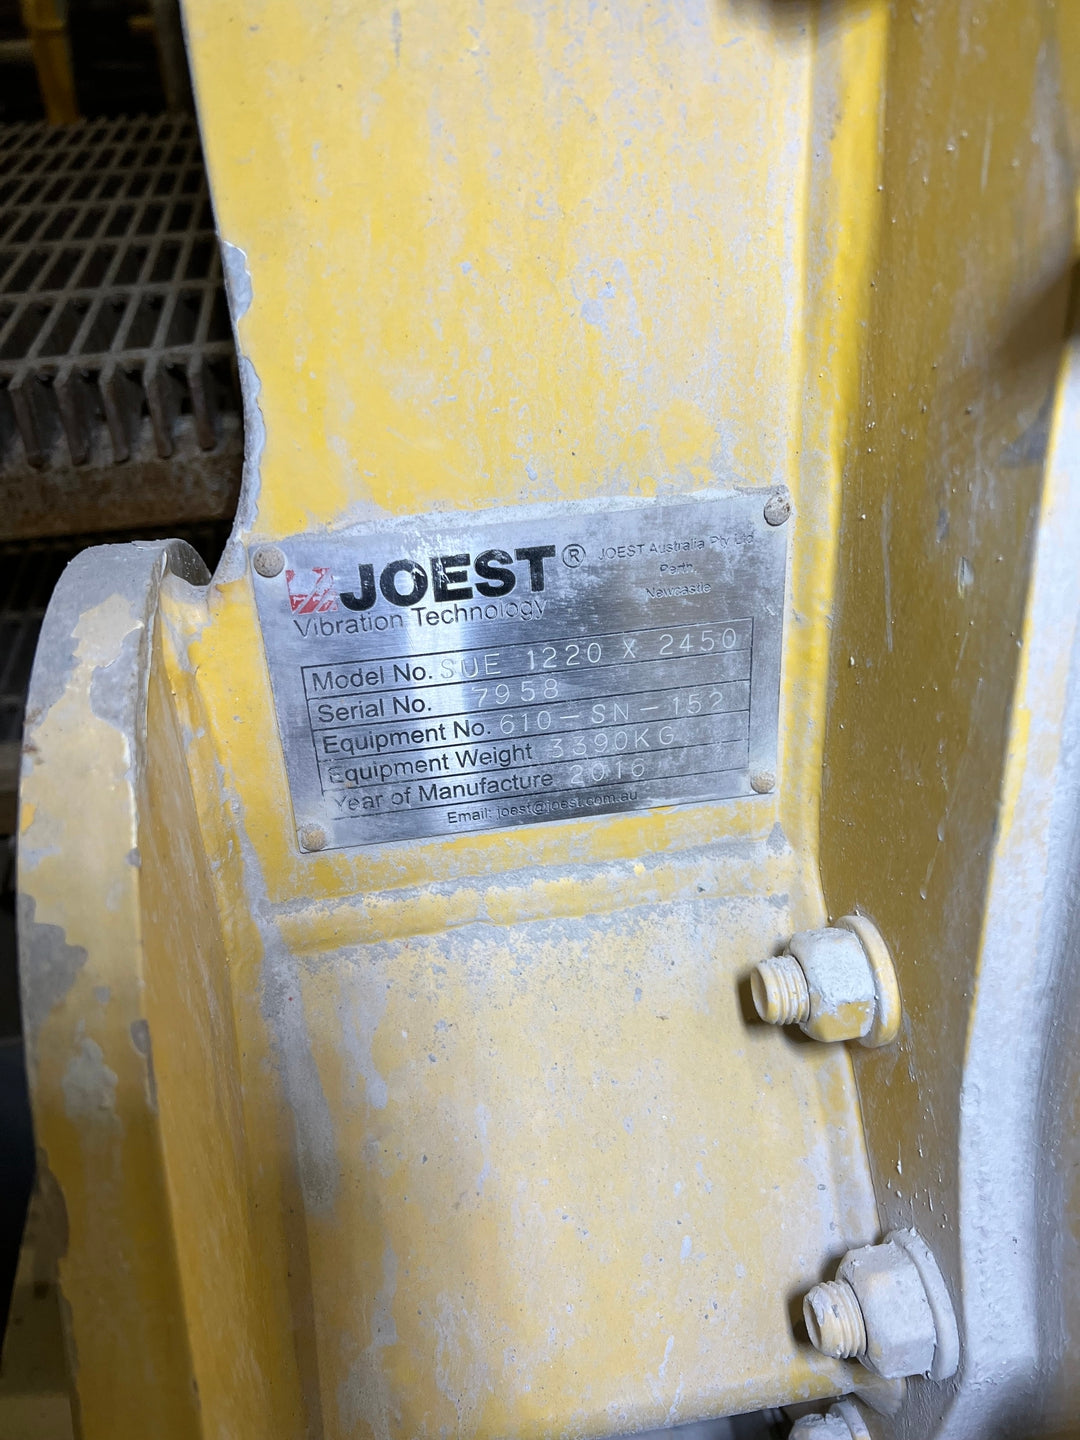 JOEST® JOEST Australia Pty Ltd
Perth
Newcastle
Vibration Technology
Model No. SUE 1220 X 2450
Serial No. 7958
Equipment No. 610-SN-152
Equipment Weight 3390KG
Year of Manufacture 2016
Email: joest@joest.com.au